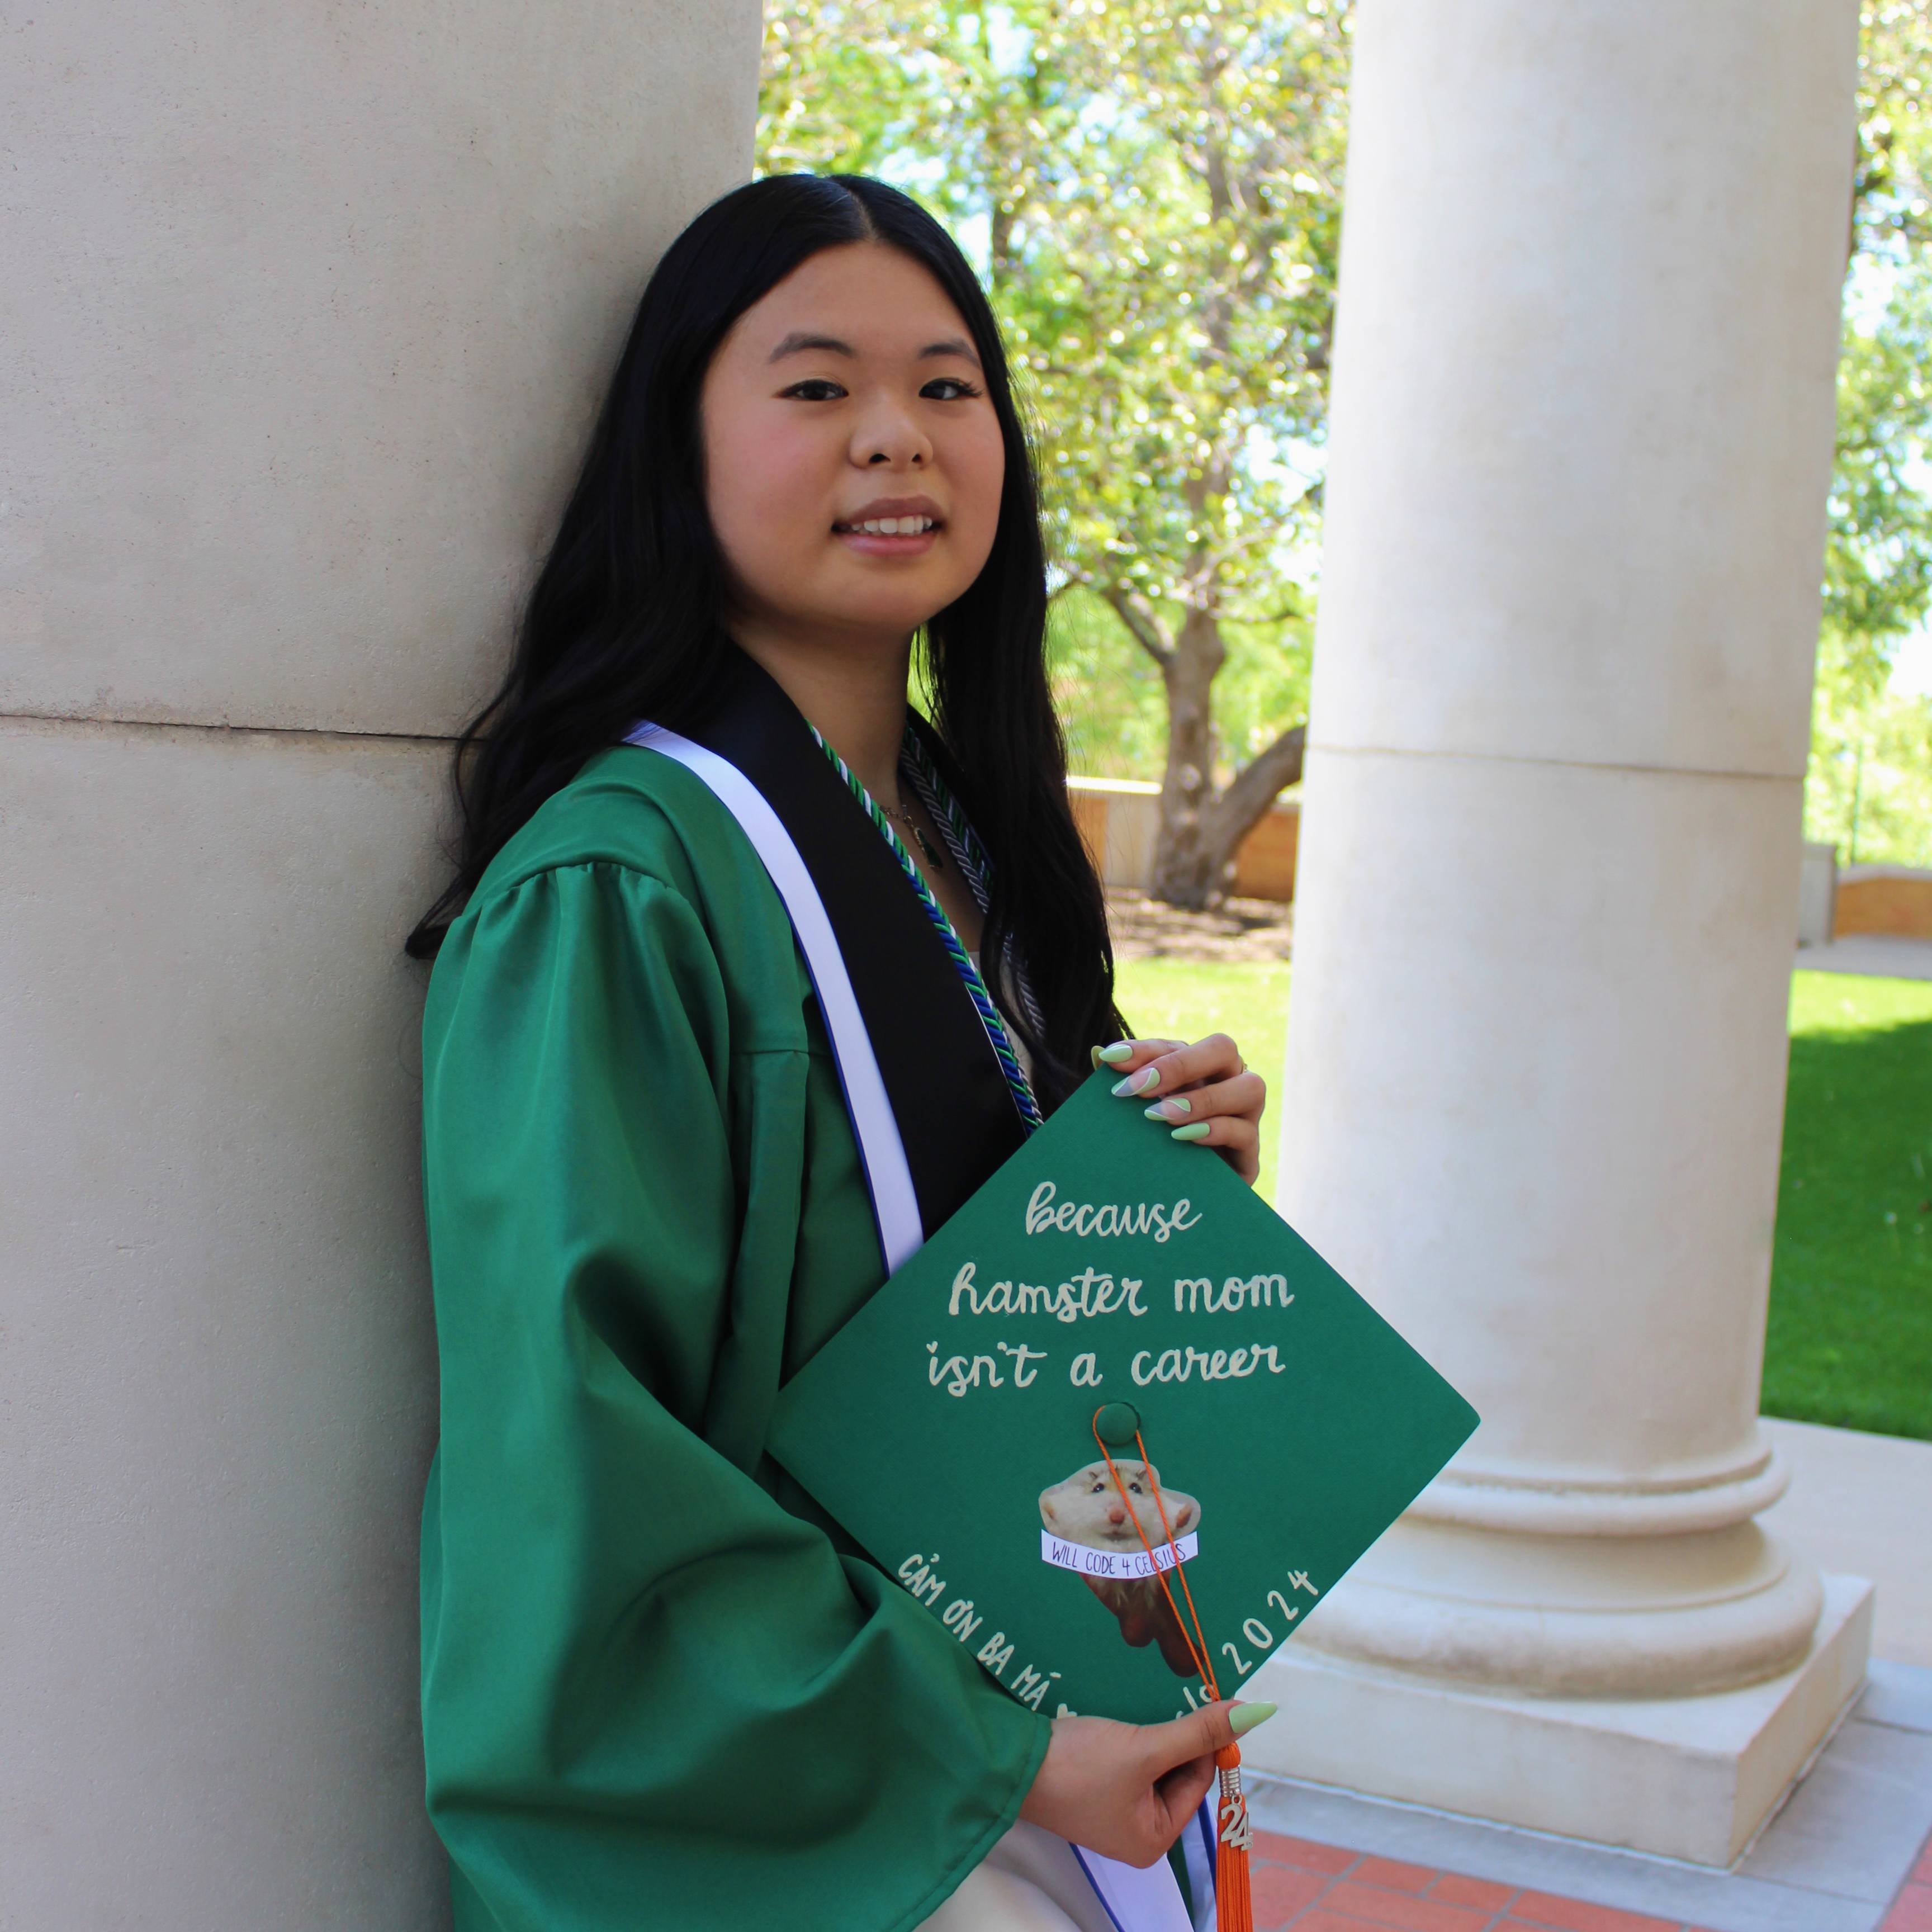 because
hamster mom
isn't a career
WILL CODE 4 CELSIUS
CẢM ƠN BA MÁ
2024
24